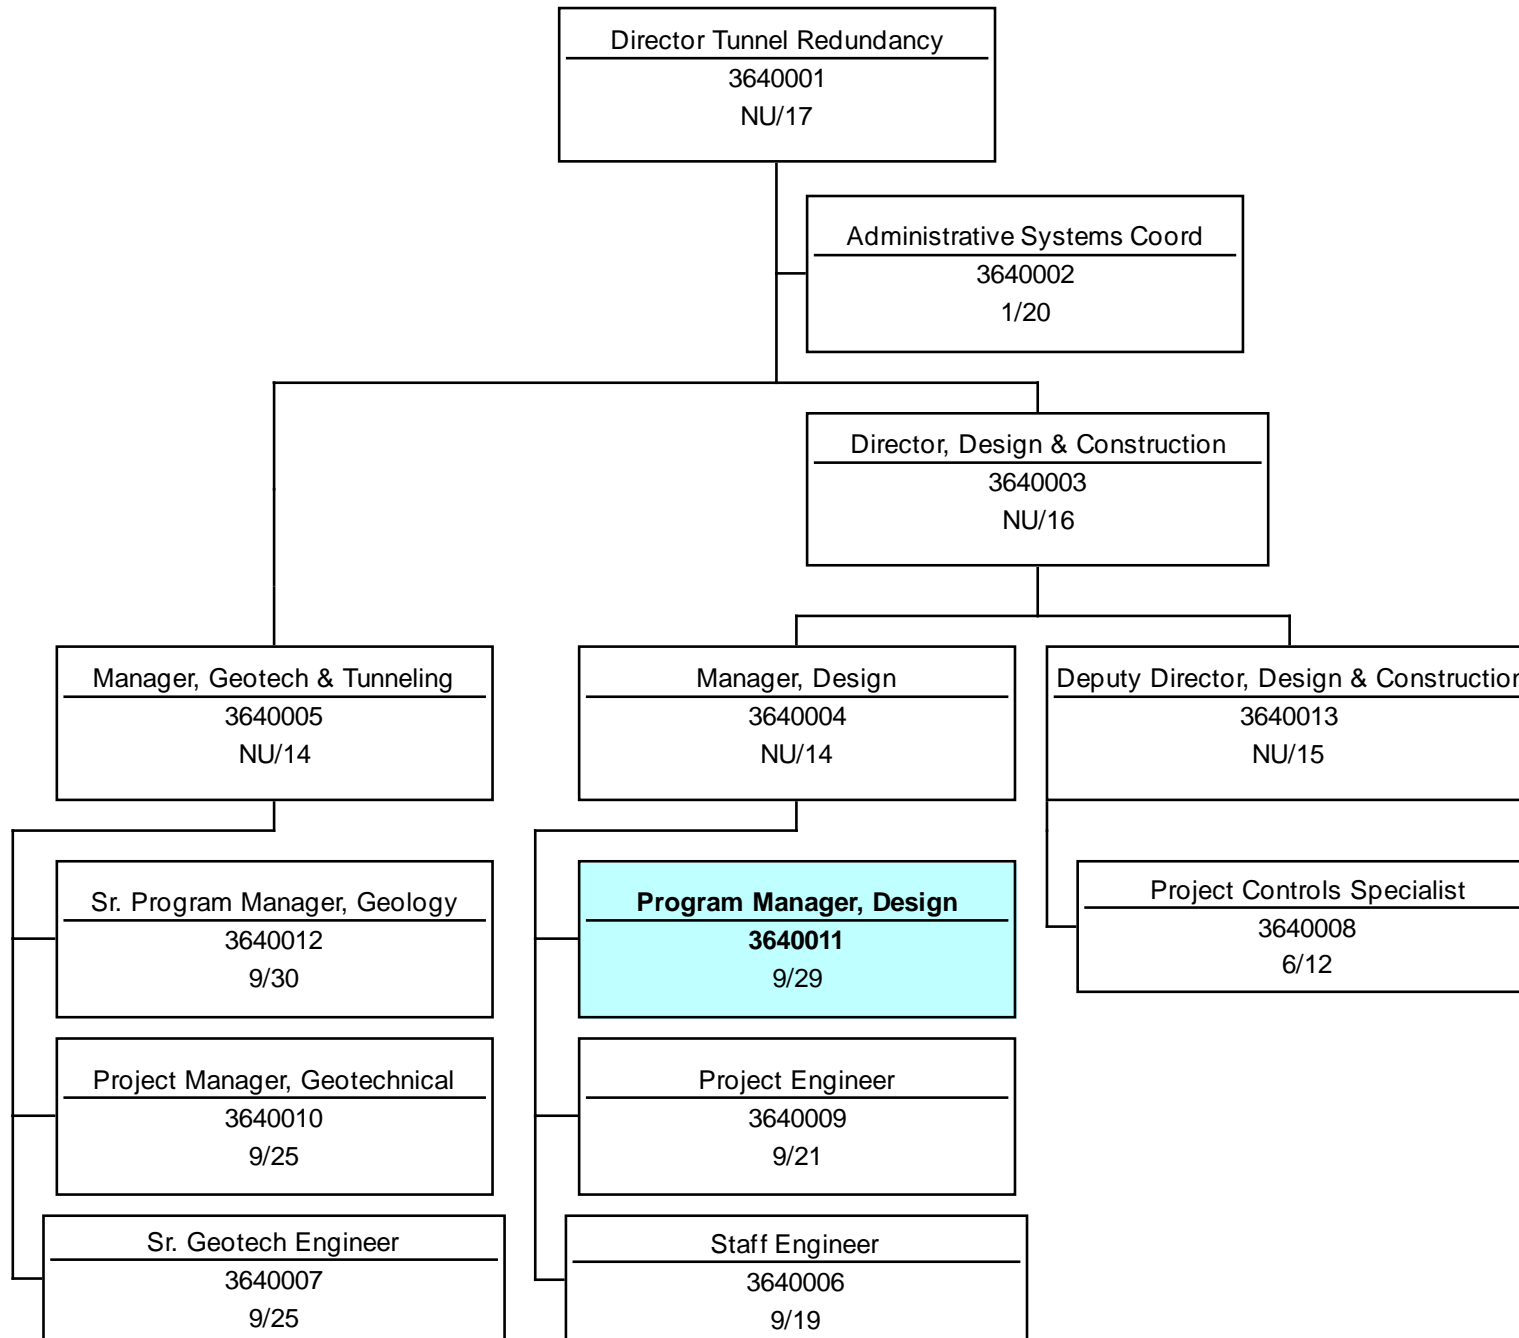 Director Tunnel Redundancy
3640001
NU/17
Administrative Systems Coord
3640002
1/20
Director, Design & Construction
3640003
NU/16
Manager, Geotech & Tunneling
3640005
NU/14
Manager, Design
3640004
NU/14
Deputy Director, Design & Construction
3640013
NU/15
Sr. Program Manager, Geology
3640012
9/30
Program Manager, Design
3640011
9/29
Project Controls Specialist
3640008
6/12
Project Manager, Geotechnical
3640010
9/25
Project Engineer
3640009
9/21
Sr. Geotech Engineer
3640007
9/25
Staff Engineer
3640006
9/19